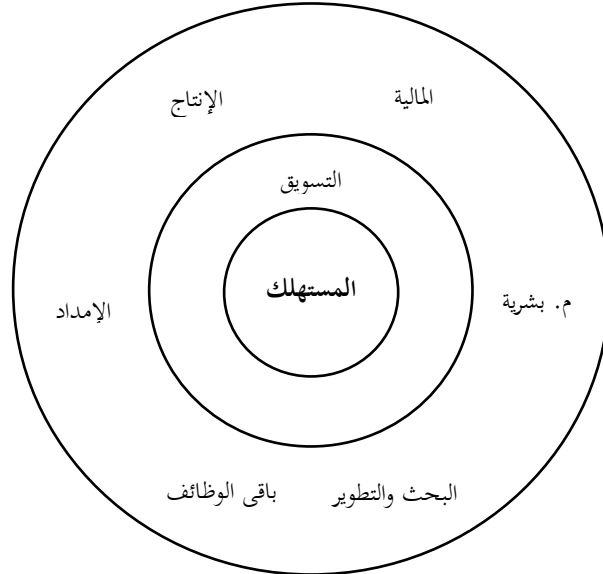 المالية
الإنتاج
التسويق
المستهلك
م. بشرية
الإمداد
البحث والتطوير
باقى الوظائف